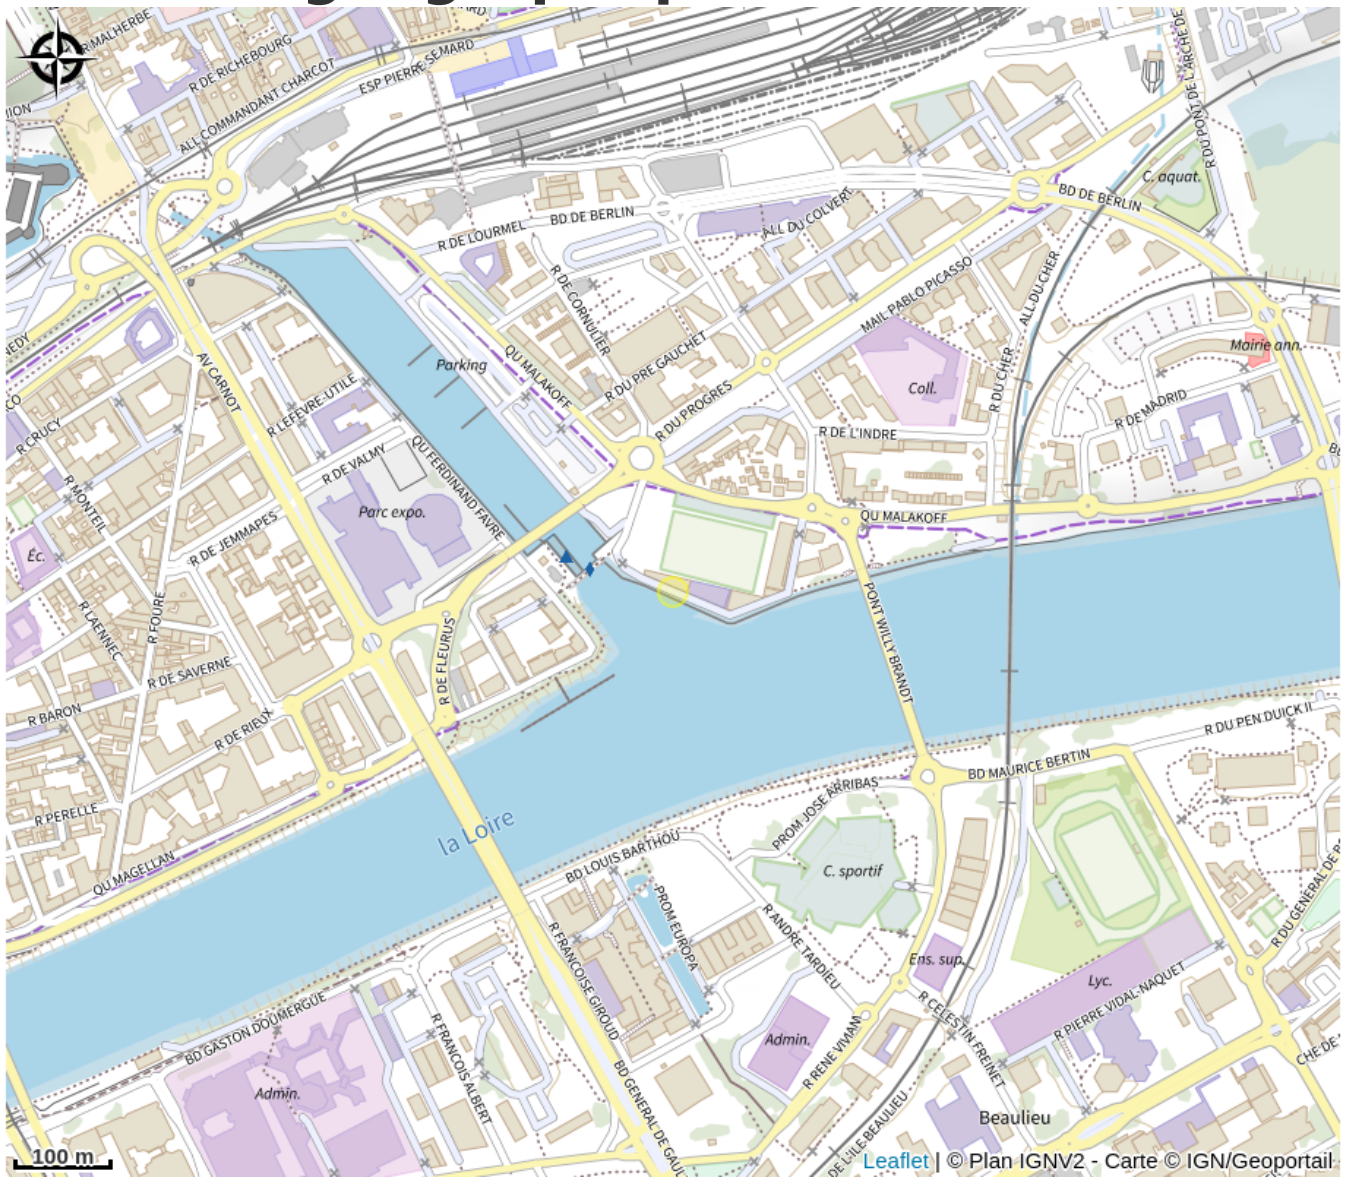 R MALHERBE
R DE RICHEBOURG
ALL COMMANDANT CHARCOT
ESP PIERRE SEMARD
ARD
ION
R DU PONT DE L'ARCHE DE
C. aquat.
BD DE BERLIN
BD DE BERLIN
R DE LOURMEL
ALL DU COLVERT
R DE CORNULIER
MAIL PABLO PICASSO
ALL DU CHER
NEDY
CO
AV CARNOT
Parking
QU MALAKOFF
R DU PRE GAUCHET
R DU PROGRES
Coll.
R DU CHER
Mairie ann.
R DE MADRID
R CRUCY
R LEFEVRE-UTILE
R DE VALMY
QU FERDINAND FAVRE
R DE L'INDRE
R MONTEIL
Parc expo.
QU MALAKOFF
R DE JEMMAPES
Éc.
R FOURE
R LAENNEC
R DE FLEURUS
PONT WILLY BRANDT
R DE SAVERNE
R BARON
R DE RIEUX
R DU PEN DUICK II
BD MAURICE BERTIN
R PERELLE
PROM JOSE ARRIBAS
la Loire
QU MAGELLAN
BD LOUIS BARTHOU
C. sportif
PROM EUROPA
R ANDRE TARDIEU
R FRANCOISE GIROUD
Ens. sup.
Lyc.
R DU GENERAL DE
BD GASTON DOUMERGUE
R CELESTIN FREINET
R PIERRE VIDAL-NAQUET
R FRANCOIS ALBERT
Admin.
R RENE VIVIANI
Admin.
CHE DE
BD GENERAL DE GAUL
DE L'ILE-BEAULIEU
Beaulieu
100 m
Leaflet | © Plan IGNV2 - Carte © IGN/Geoportail